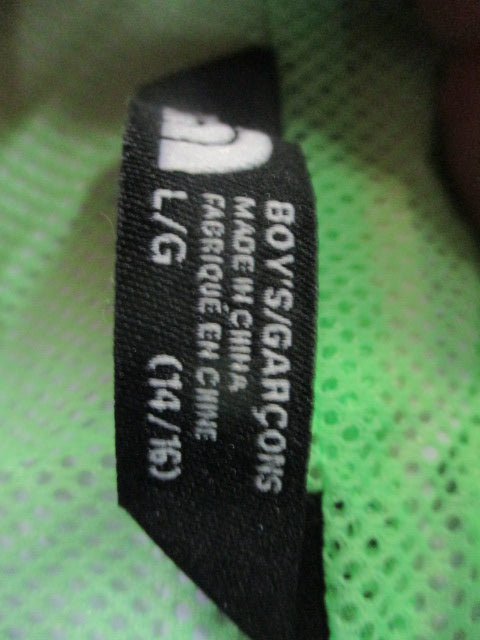 BOY'S/GARÇONS
MADE IN CHINA
FABRIQUÉ EN CHINE
L/G (14/16)